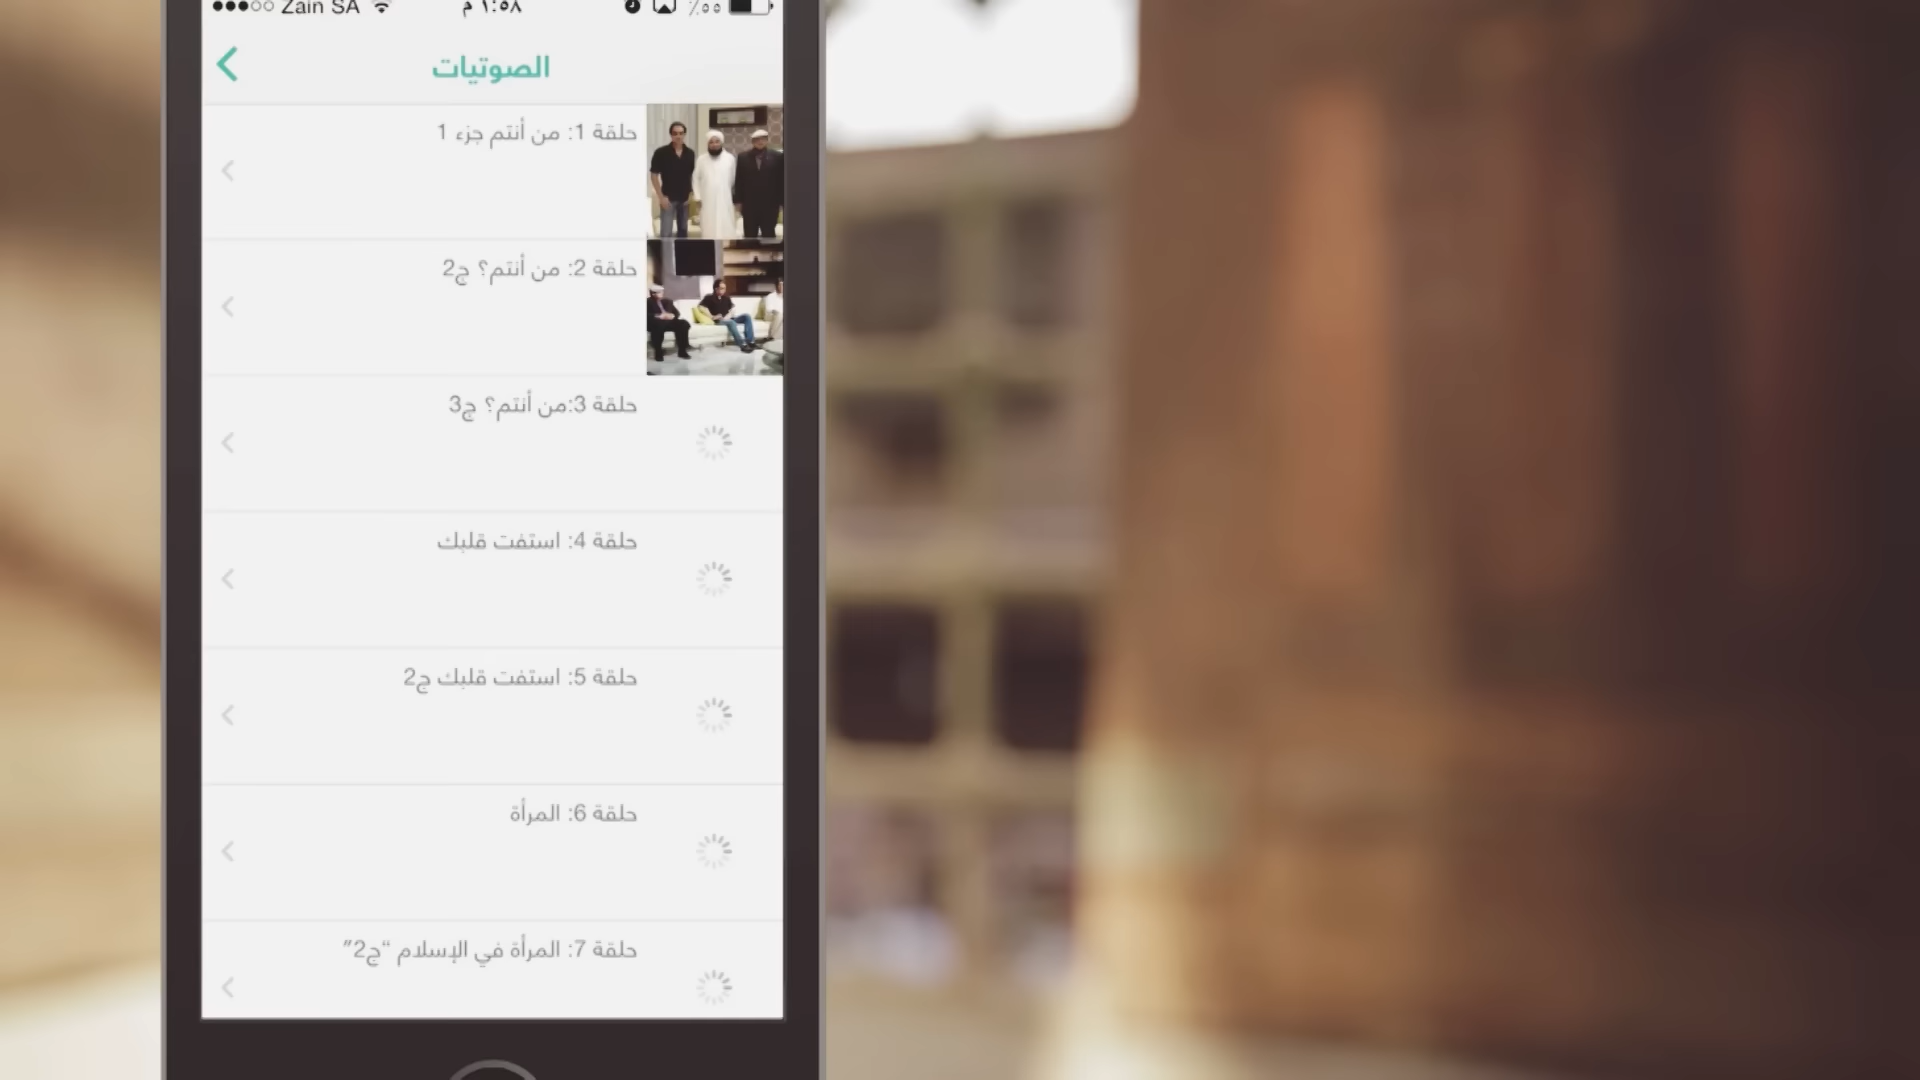 Zain SA
١:٥٨ م
٪٥٥
الصوتيات
حلقة 1: من أنتم جزء 1
حلقة 2: من أنتم؟ ج2
حلقة 3:من أنتم؟ ج3
حلقة 4: استفت قلبك
حلقة 5: استفت قلبك ج2
حلقة 6: المرأة
حلقة 7: المرأة في الإسلام “ج2”